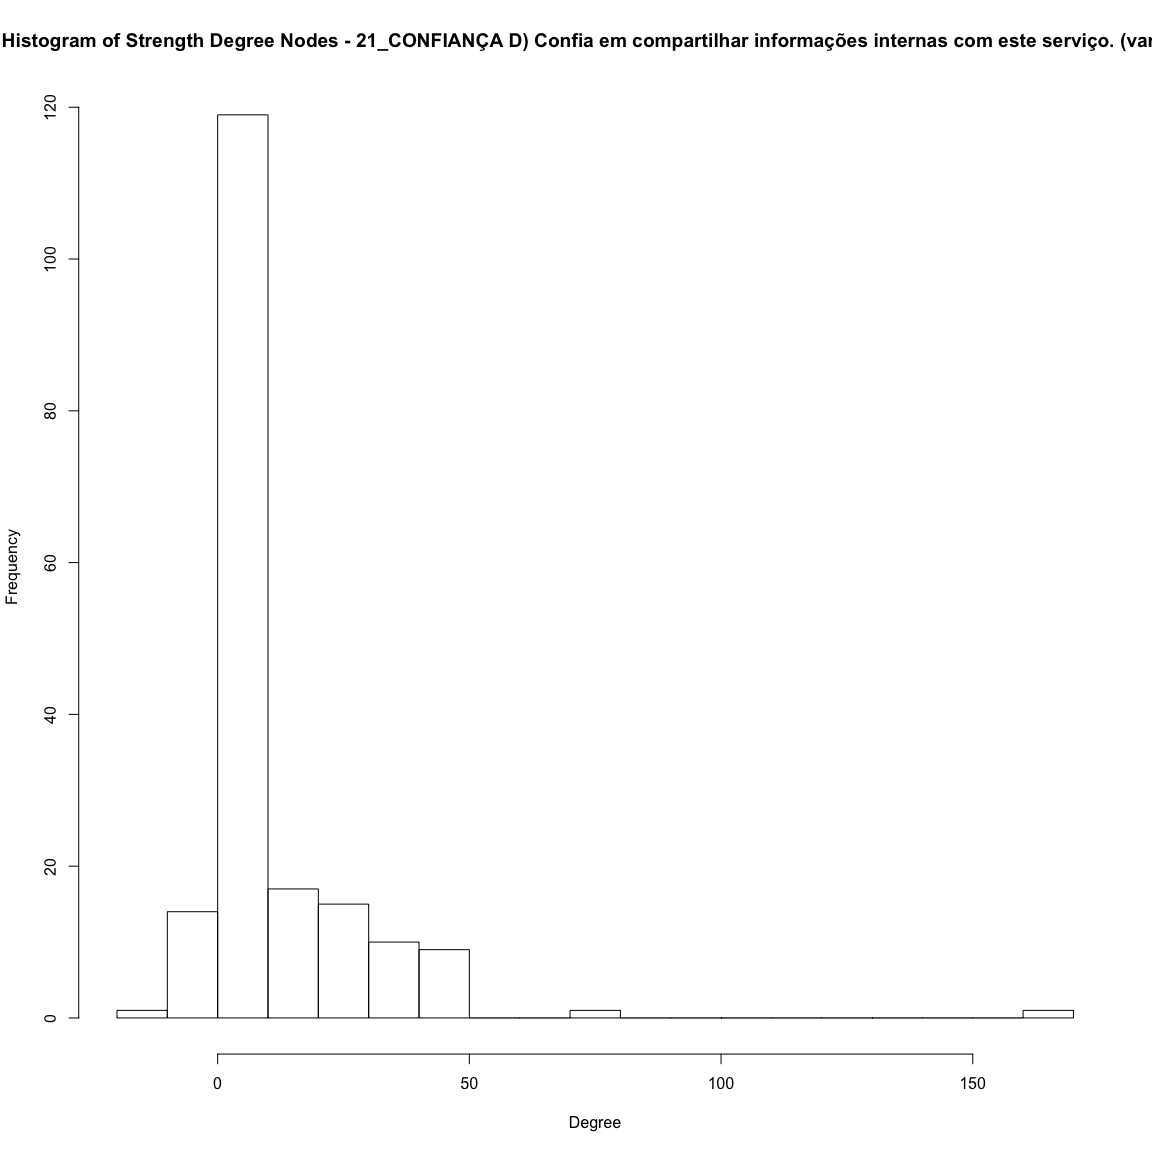 Histogram of Strength Degree Nodes - 21_CONFIANÇA D) Confia em compartilhar informações internas com este serviço. (var
120
100
80
60
40
20
0
Frequency
0 50 100 150
Degree